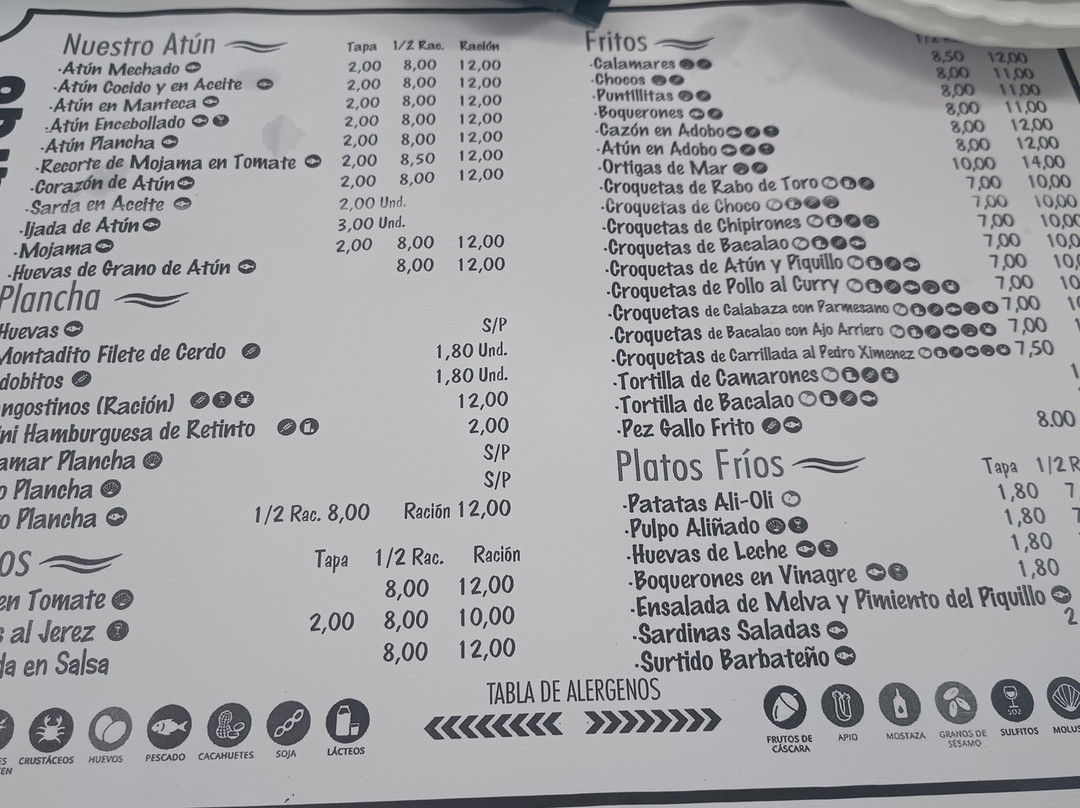 Nuestro Atún Tapa 1/2 Rac. Ración
·Atún Mechado 2,00 8,00 12,00
·Atún Cocido y en Aceite 2,00 8,00 12,00
·Atún en Manteca 2,00 8,00 12,00
·Atún Encebollado 2,00 8,00 12,00
·Atún Plancha 2,00 8,00 12,00
·Recorte de Mojama en Tomate 2,00 8,50 12,00
·Corazón de Atún 2,00 8,00 12,00
·Sarda en Aceite 2,00 Und.
·Ijada de Atún 3,00 Und.
·Mojama 2,00 8,00 12,00
·Huevas de Grano de Atún 8,00 12,00
Plancha
Huevas S/P
Montadito Filete de Cerdo 1,80 Und.
dobitos 1,80 Und.
ngostinos (Ración) 12,00
ni Hamburguesa de Retinto 2,00
amar Plancha S/P
o Plancha S/P
o Plancha 1/2 Rac. 8,00 Ración 12,00
os Tapa 1/2 Rac. Ración
en Tomate 8,00 12,00
s al Jerez 2,00 8,00 10,00
da en Salsa 8,00 12,00
Fritos
·Calamares 8,50 12,00
·Chocos 8,00 11,00
·Puntillitas 8,00 11,00
·Boquerones 8,00 11,00
·Cazón en Adobo 8,00 12,00
·Atún en Adobo 8,00 12,00
·Ortigas de Mar 10,00 14,00
·Croquetas de Rabo de Toro 7,00 10,00
·Croquetas de Choco 7,00 10,00
·Croquetas de Chipirones 7,00 10,00
·Croquetas de Bacalao 7,00 10,0
·Croquetas de Atún y Piquillo 7,00 10,
·Croquetas de Pollo al Curry 7,00 10
·Croquetas de Calabaza con Parmesano 7,00 1
·Croquetas de Bacalao con Ajo Arriero 7,00
·Croquetas de Carrillada al Pedro Ximenez 7,50
·Tortilla de Camarones 1
·Tortilla de Bacalao
·Pez Gallo Frito 8.00
Platos Fríos Tapa 1/2 R
·Patatas Ali-Oli 1,80 7
·Pulpo Aliñado 1,80 7
·Huevas de Leche 1,80
·Boquerones en Vinagre 1,80
·Ensalada de Melva y Pimiento del Piquillo
·Sardinas Saladas 2
·Surtido Barbateño
TABLA DE ALERGENOS
CRUSTÁCEOS HUEVOS PESCADO CACAHUETES SOJA LÁCTEOS
FRUTOS DE CÁSCARA APIO MOSTAZA GRANOS DE SÉSAMO SULFITOS MOLUS